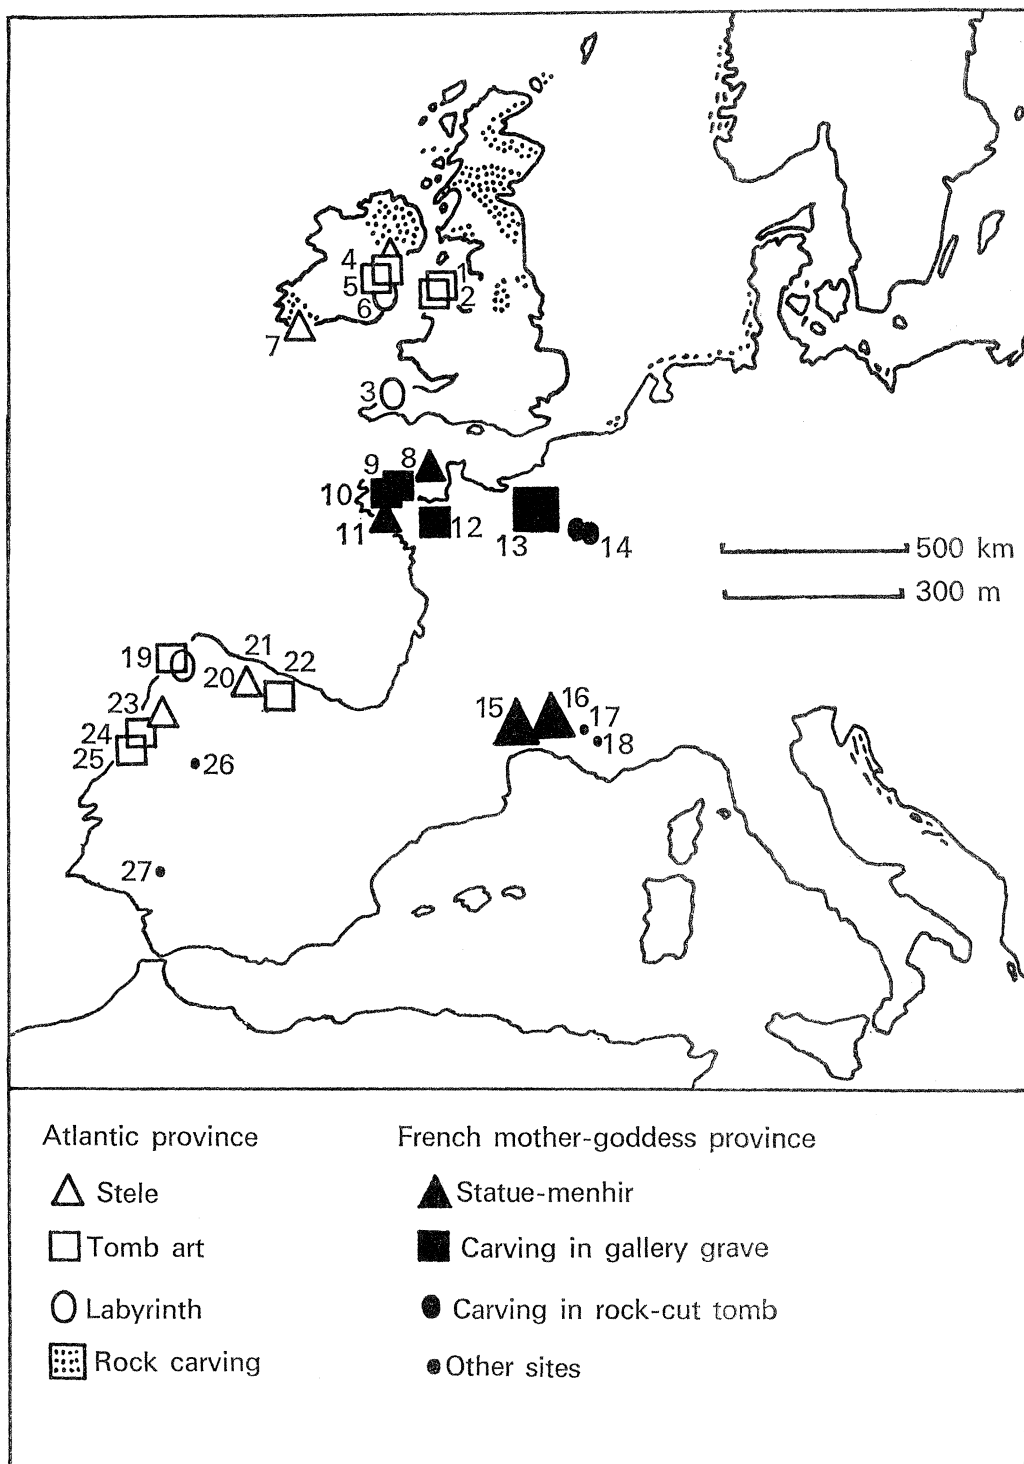 4
1
5
2
6
7
3
9
8
10
11
12
13
14
500 km
300 m
19
21
20
22
23
24
25
26
15
16
17
18
27
Atlantic province
Stele
Tomb art
Labyrinth
Rock carving
French mother-goddess province
Statue-menhir
Carving in gallery grave
Carving in rock-cut tomb
Other sites